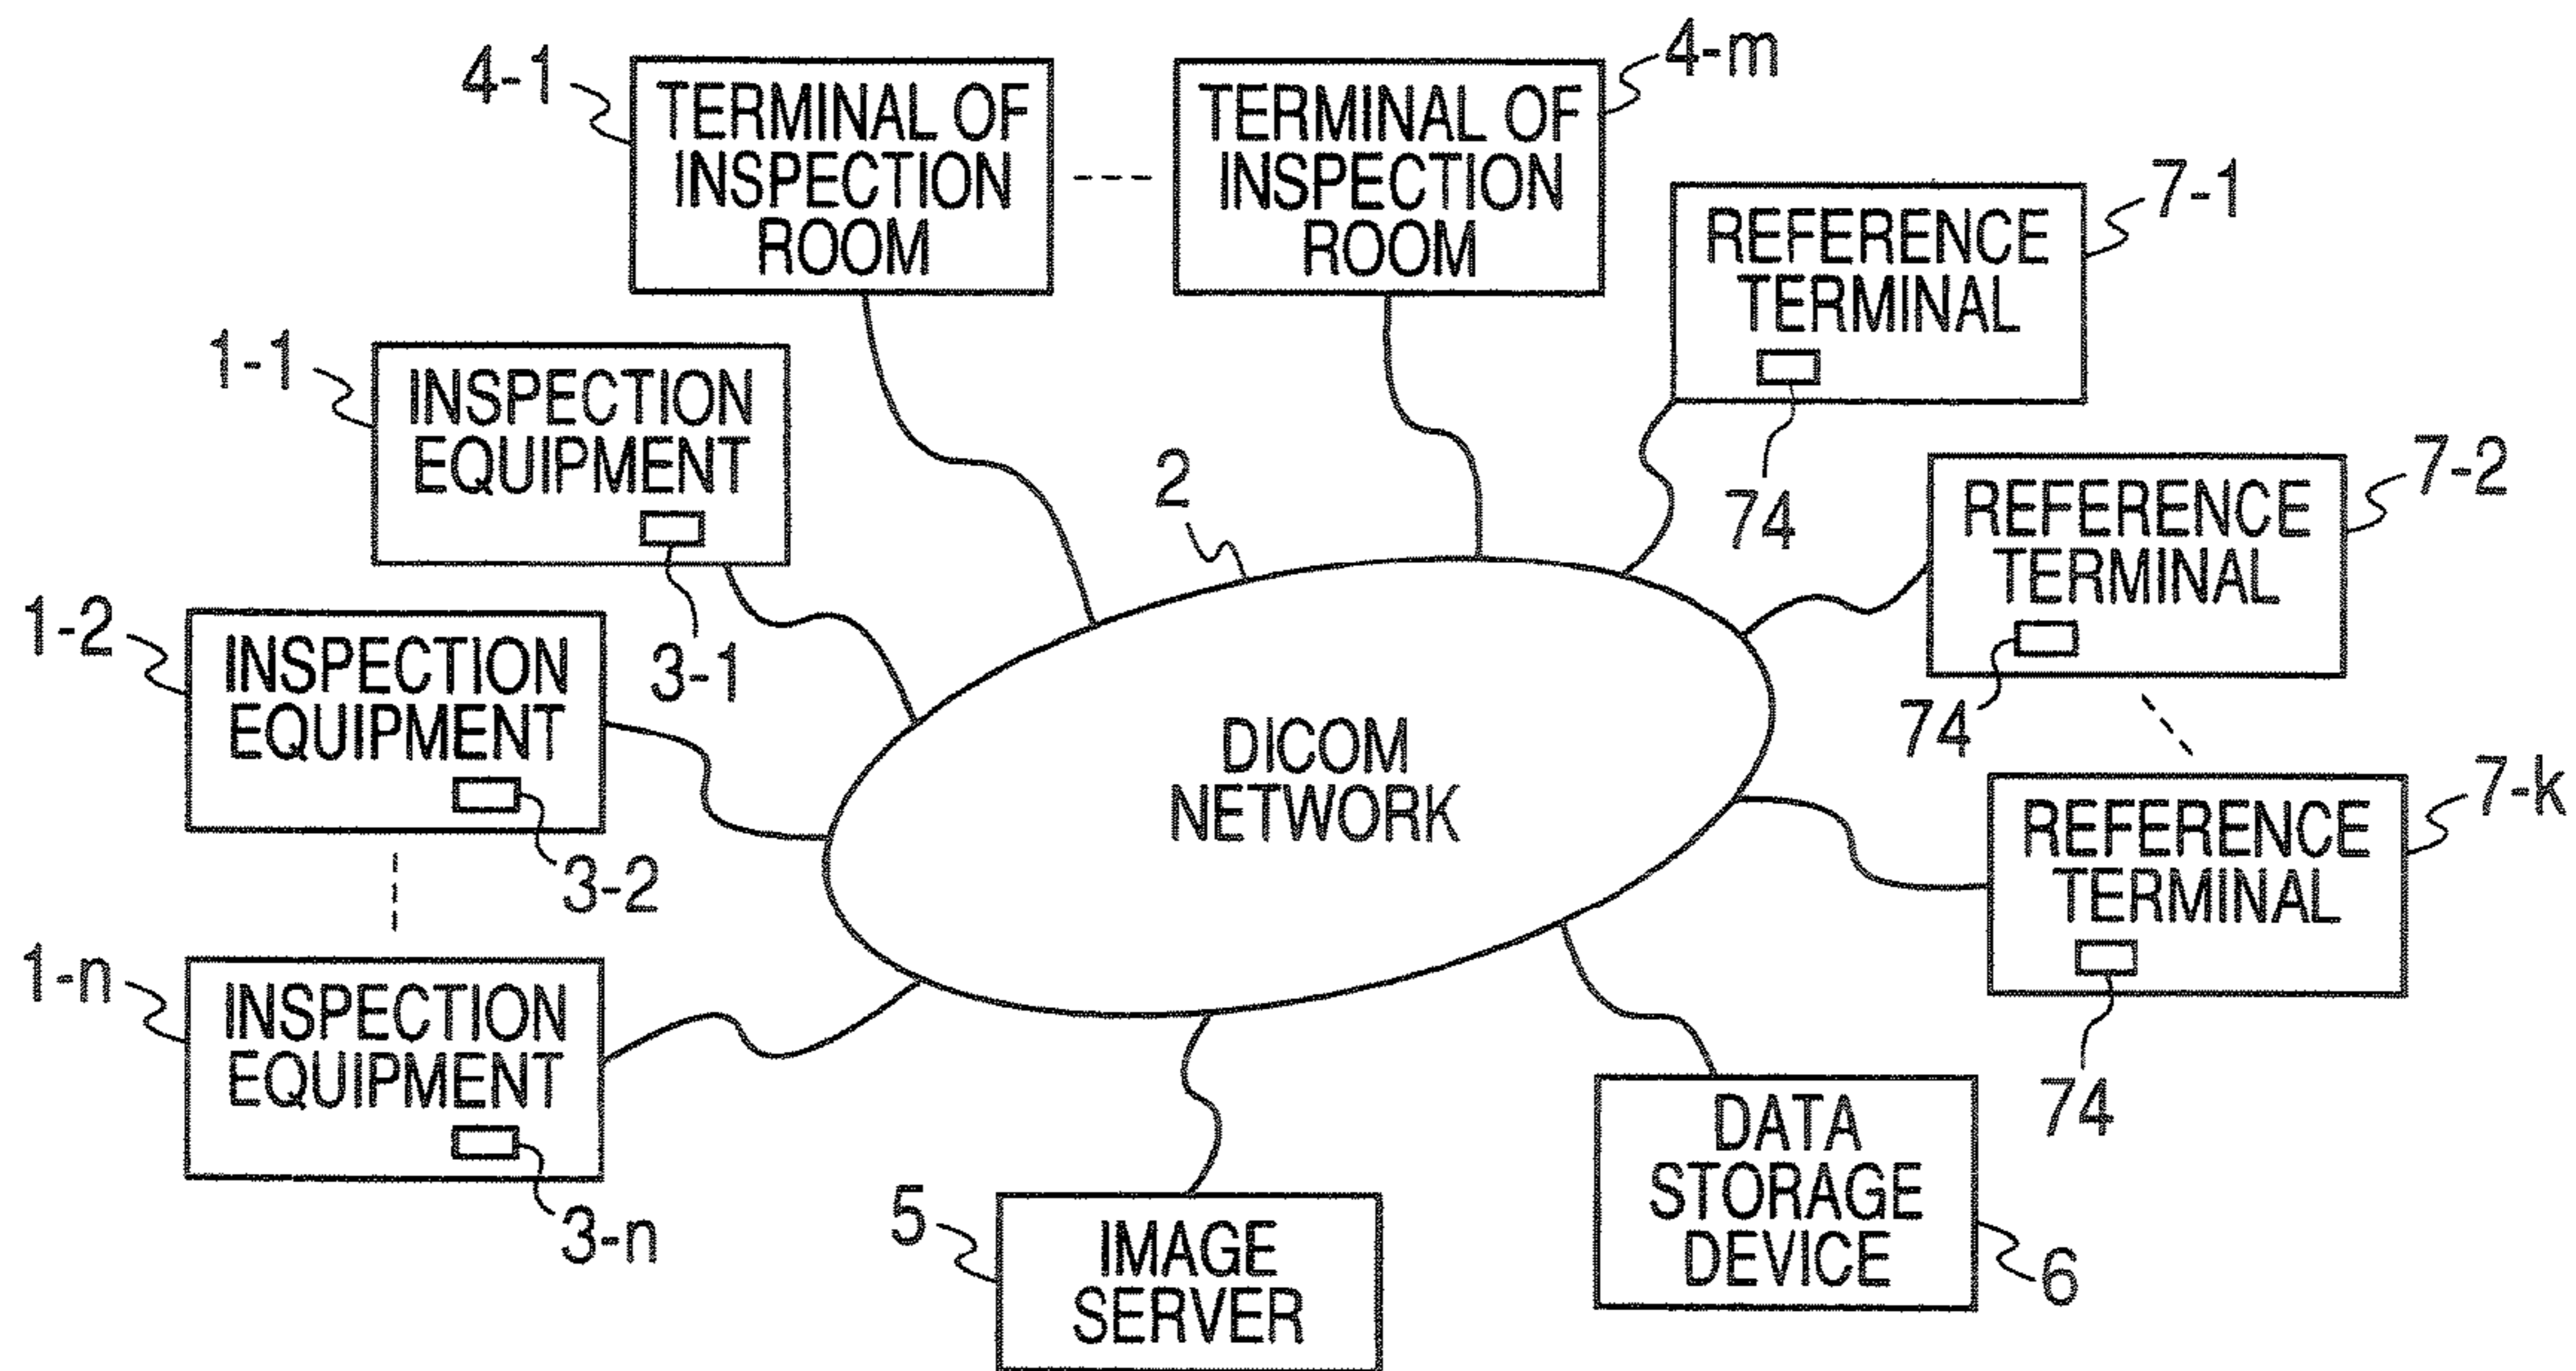 4-1
TERMINAL OF
INSPECTION
ROOM
TERMINAL OF
INSPECTION
ROOM
4-m
1-1
INSPECTION
EQUIPMENT
3-1
REFERENCE
TERMINAL
7-1
74
2
REFERENCE
TERMINAL
7-2
74
1-2
INSPECTION
EQUIPMENT
3-2
DICOM
NETWORK
REFERENCE
TERMINAL
7-k
74
1-n
INSPECTION
EQUIPMENT
3-n
5
IMAGE
SERVER
DATA
STORAGE
DEVICE
6